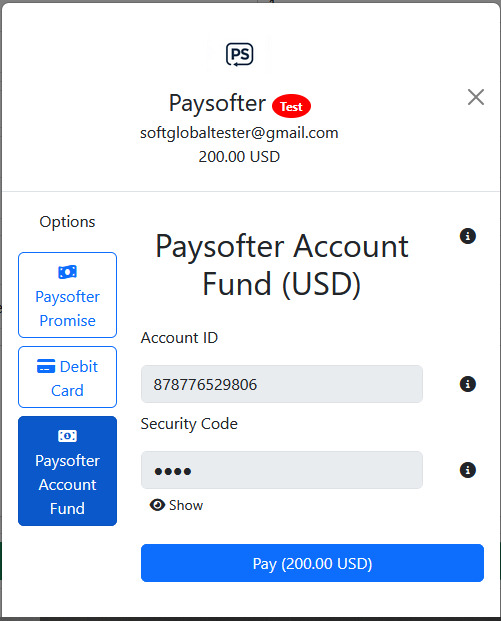 PS
Paysofter Test
softglobaltester@gmail.com
200.00 USD
Options
Paysofter
Promise
Debit
Card
Paysofter
Account
Fund
Paysofter Account
Fund (USD)
Account ID
878776529806
Security Code
••••
Show
Pay (200.00 USD)